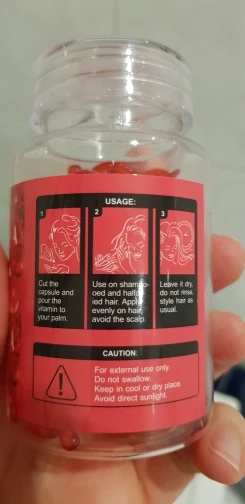 USAGE:
1
Cut the
capsule and
pour the
vitamin to
your palm.
2
Use on shampo-
oed and half-dr
ied hair. Apply
evenly on hair,
avoid the scalp.
3
Leave it dry,
do not rinse,
style hair as
usual.
CAUTION:
For external use only.
Do not swallow.
Keep in cool or dry place.
Avoid direct sunlight.